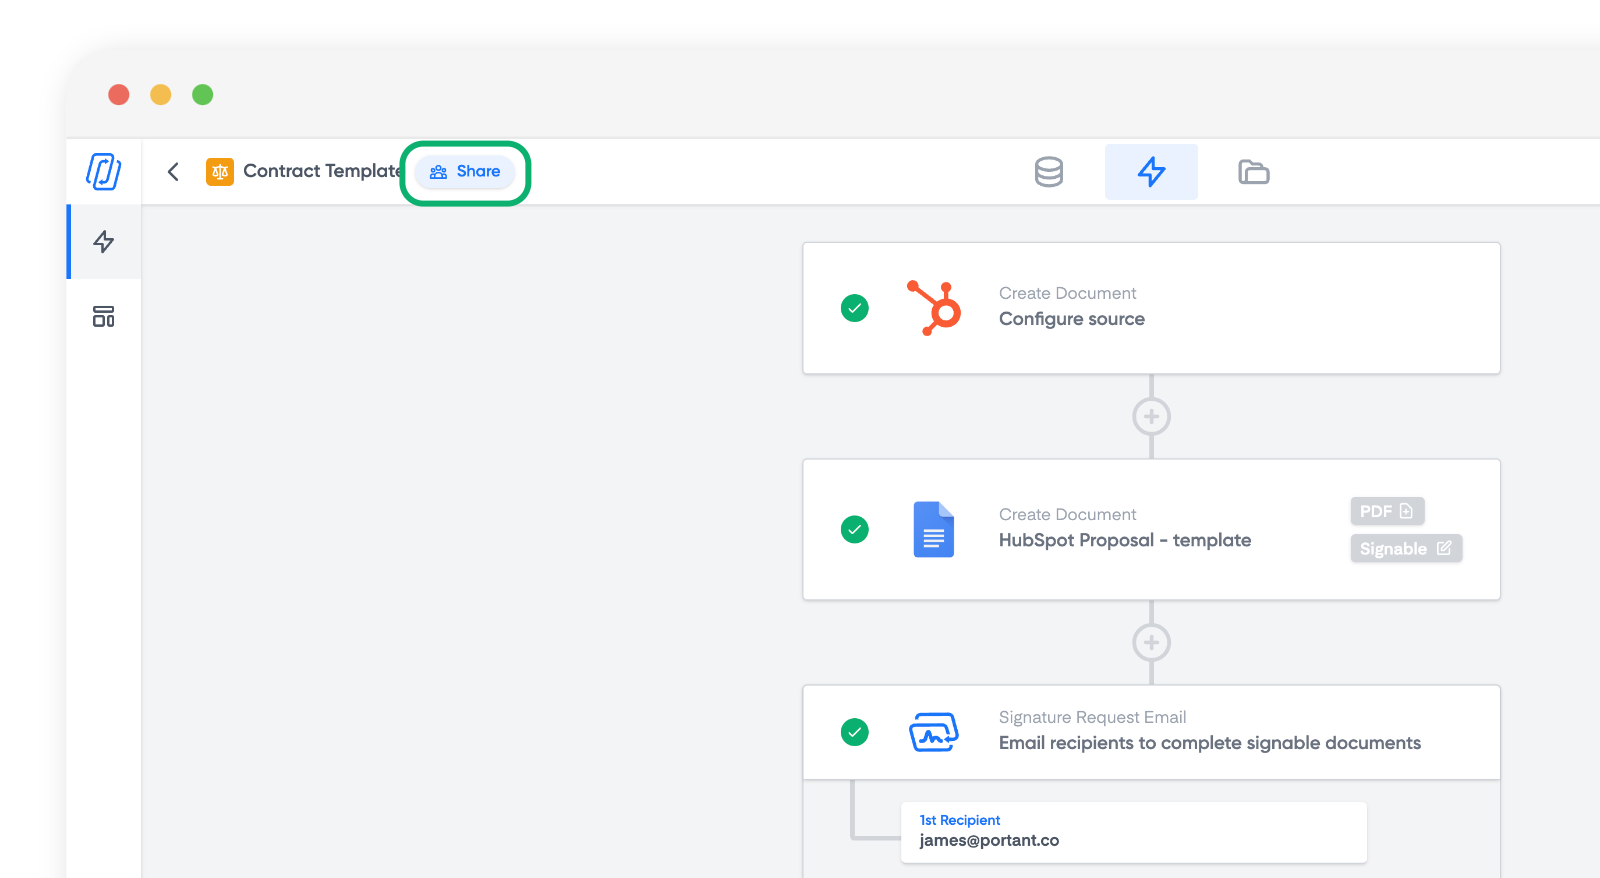 Contract Template
Share
Create Document
Configure source
Create Document
HubSpot Proposal - template
PDF
Signable
Signature Request Email
Email recipients to complete signable documents
1st Recipient
james@portant.co